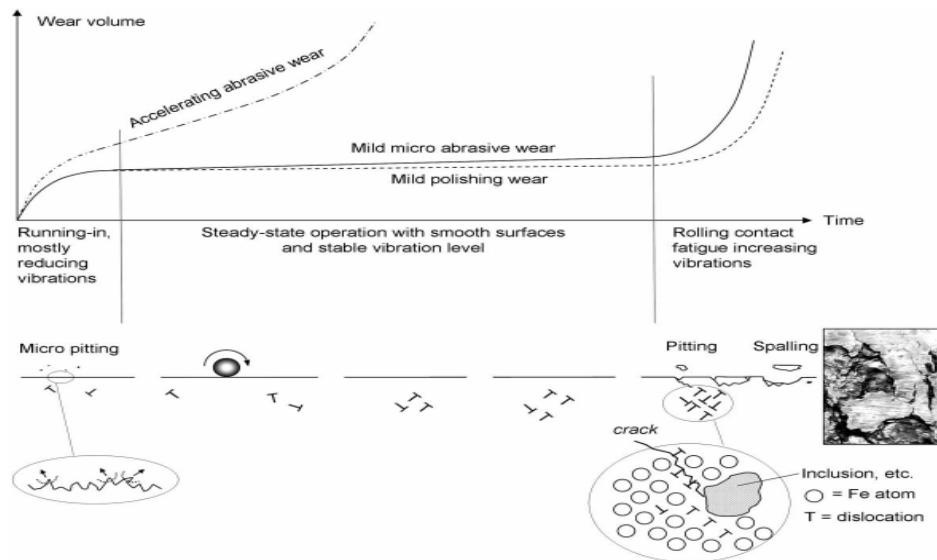 Wear volume
Accelerating abrasive wear
Mild micro abrasive wear
Mild polishing wear
Time
Running-in,
mostly
reducing
vibrations
Steady-state operation with smooth surfaces
and stable vibration level
Rolling contact
fatigue increasing
vibrations
Micro pitting
Pitting
Spalling
crack
Inclusion, etc.
= Fe atom
T = dislocation